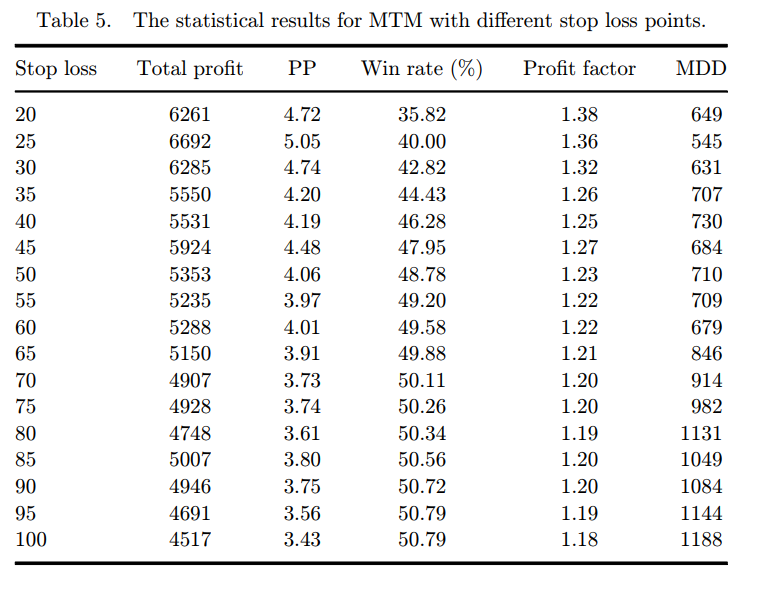 Table 5. The statistical results for MTM with different stop loss points.
Stop loss Total profit PP Win rate (%) Profit factor MDD
20 6261 4.72 35.82 1.38 649
25 6692 5.05 40.00 1.36 545
30 6285 4.74 42.82 1.32 631
35 5550 4.20 44.43 1.26 707
40 5531 4.19 46.28 1.25 730
45 5924 4.48 47.95 1.27 684
50 5353 4.06 48.78 1.23 710
55 5235 3.97 49.20 1.22 709
60 5288 4.01 49.58 1.22 679
65 5150 3.91 49.88 1.21 846
70 4907 3.73 50.11 1.20 914
75 4928 3.74 50.26 1.20 982
80 4748 3.61 50.34 1.19 1131
85 5007 3.80 50.56 1.20 1049
90 4946 3.75 50.72 1.20 1084
95 4691 3.56 50.79 1.19 1144
100 4517 3.43 50.79 1.18 1188